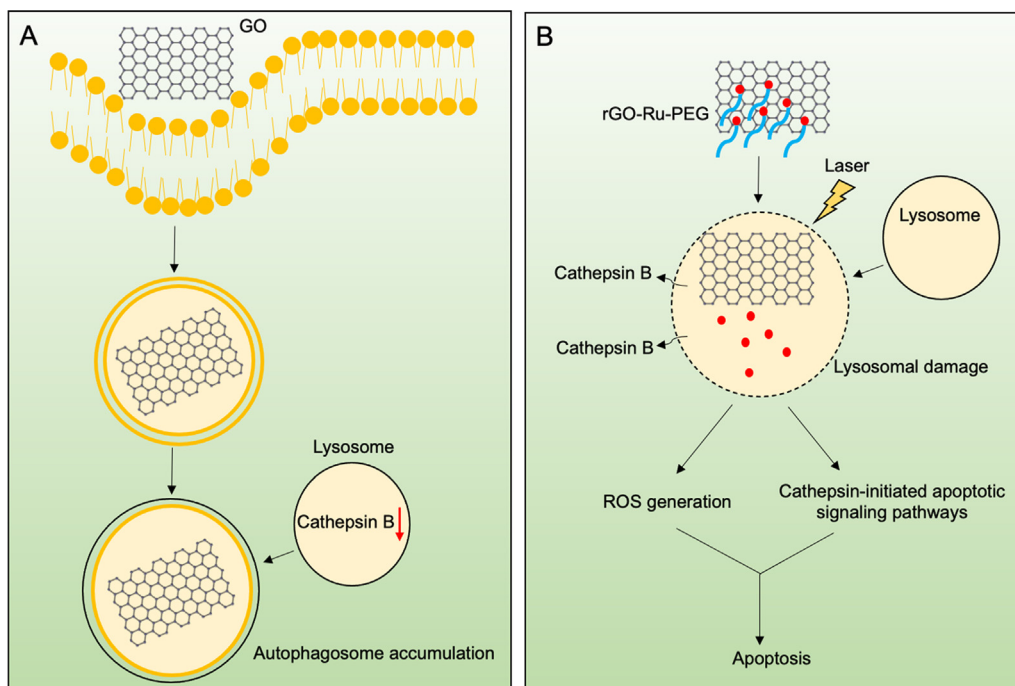 A
GO
Lysosome
Cathepsin B
Autophagosome accumulation
B
rGO-Ru-PEG
Laser
Lysosome
Cathepsin B
Cathepsin B
Lysosomal damage
ROS generation
Cathepsin-initiated apoptotic
signaling pathways
Apoptosis